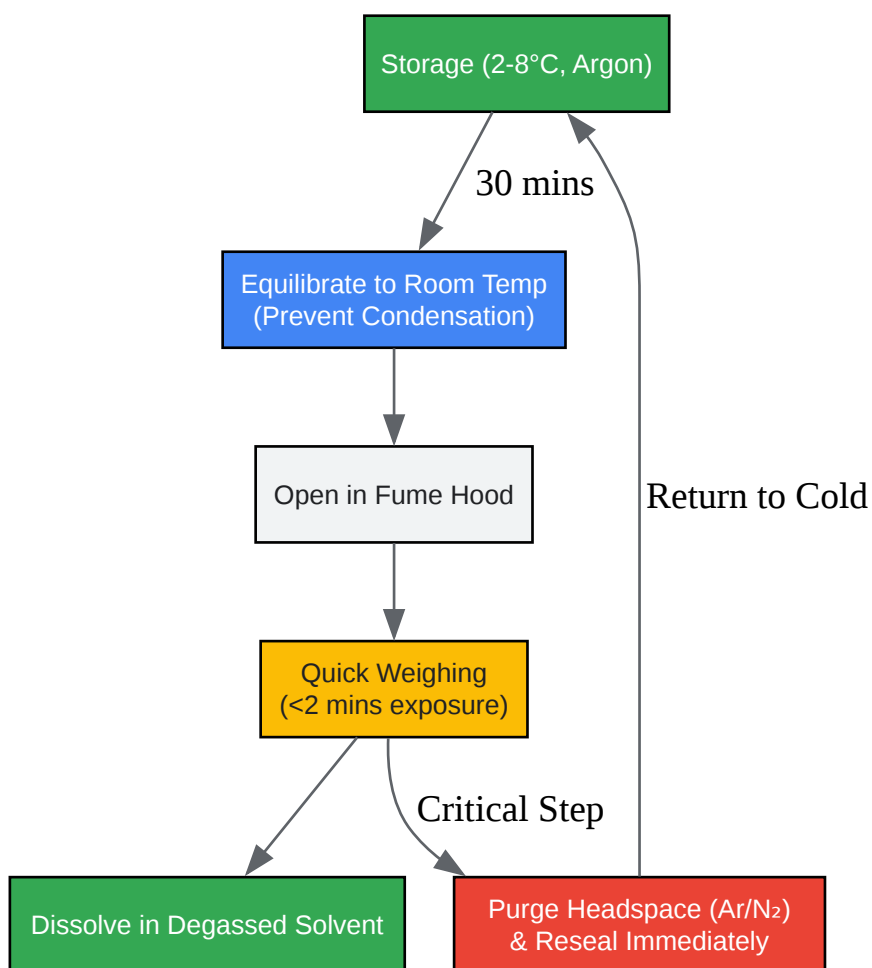 Storage (2-8°C, Argon)
30 mins
Equilibrate to Room Temp
(Prevent Condensation)
Open in Fume Hood
Return to Cold
Quick Weighing
(<2 mins exposure)
Critical Step
Dissolve in Degassed Solvent
Purge Headspace (Ar/N₂)
& Reseal Immediately